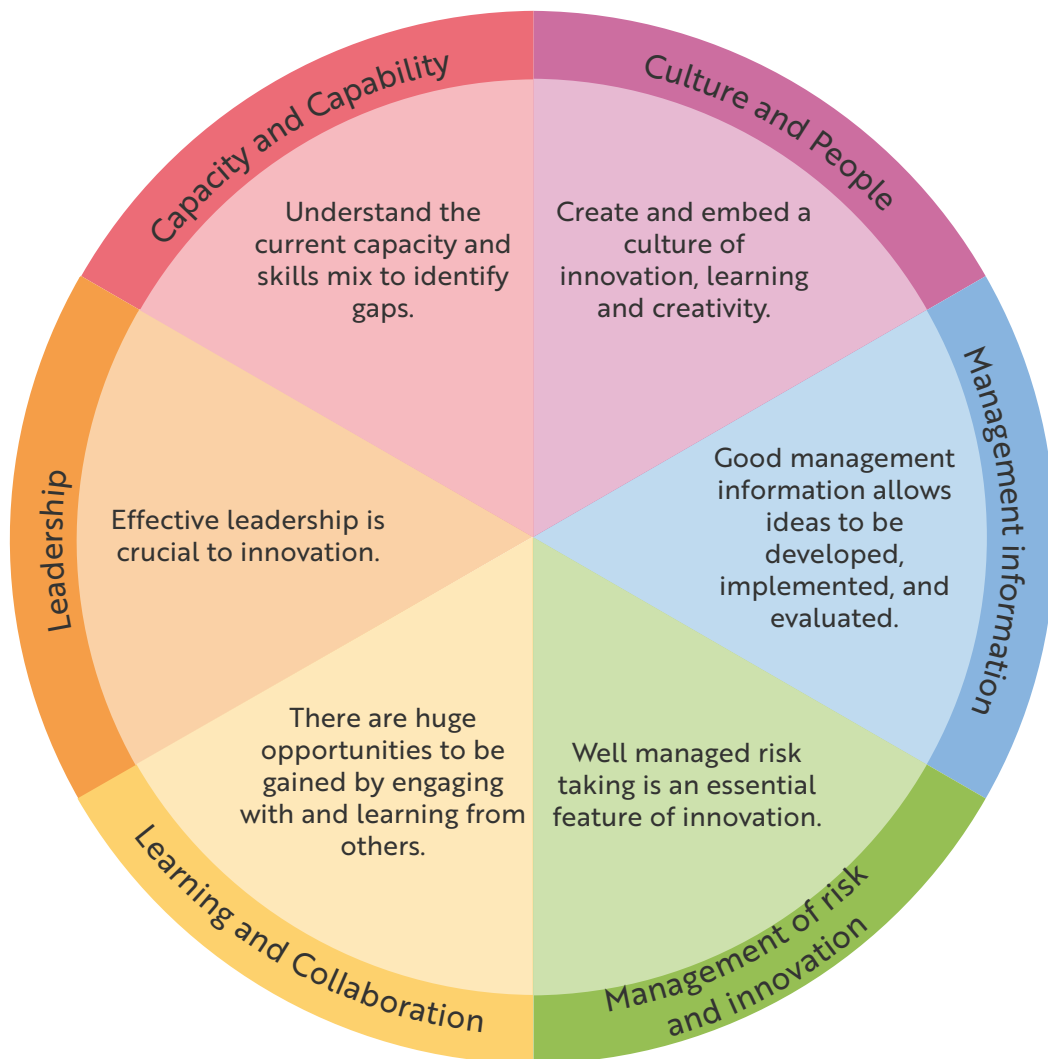 Capacity and Capability
Understand the
current capacity and
skills mix to identify
gaps.
Culture and People
Create and embed a
culture of
innovation, learning
and creativity.
Management information
Good management
information allows
ideas to be
developed,
implemented, and
evaluated.
Management of risk
and innovation
Well managed risk
taking is an essential
feature of innovation.
Learning and Collaboration
There are huge
opportunities to be
gained by engaging
with and learning from
others.
Leadership
Effective leadership is
crucial to innovation.